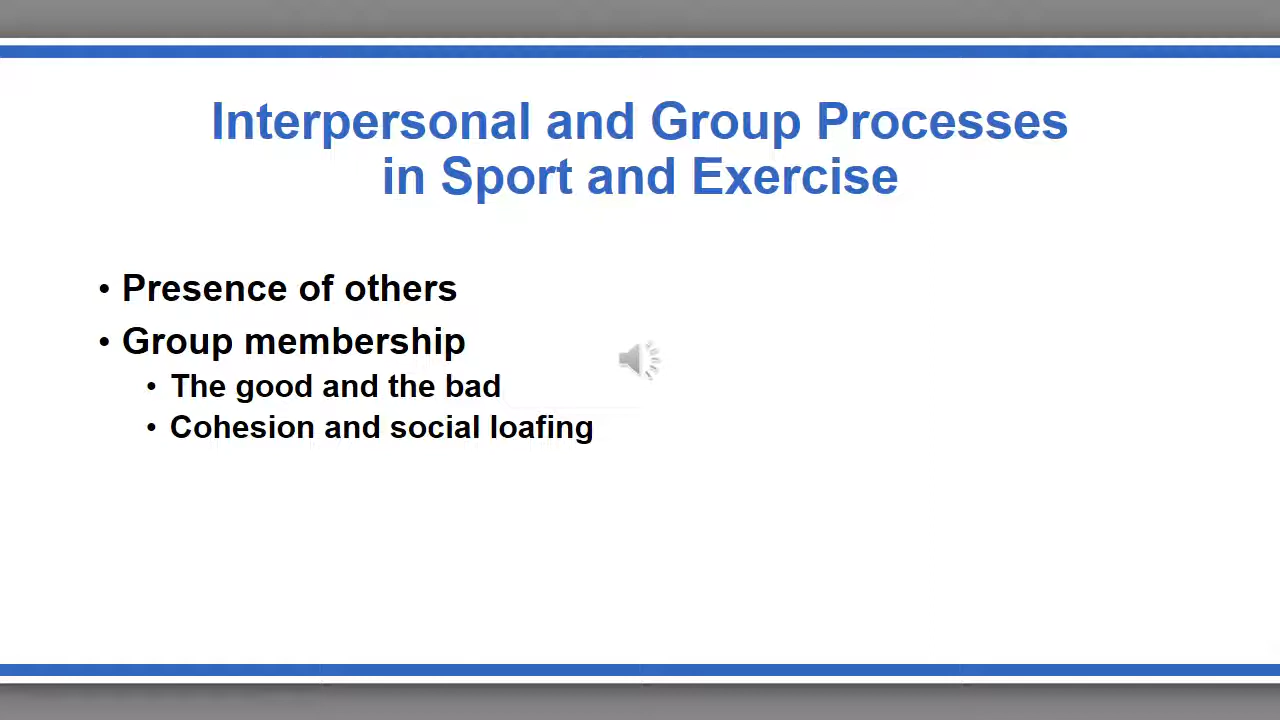 Interpersonal and Group Processes
in Sport and Exercise
• Presence of others
• Group membership
• The good and the bad
• Cohesion and social loafing